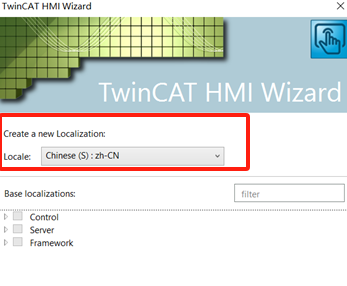 TwinCAT HMI Wizard
TwinCAT HMI Wizard
Create a new Localization:
Locale: Chinese (S) : zh-CN
Base localizations: filter
Control
Server
Framework